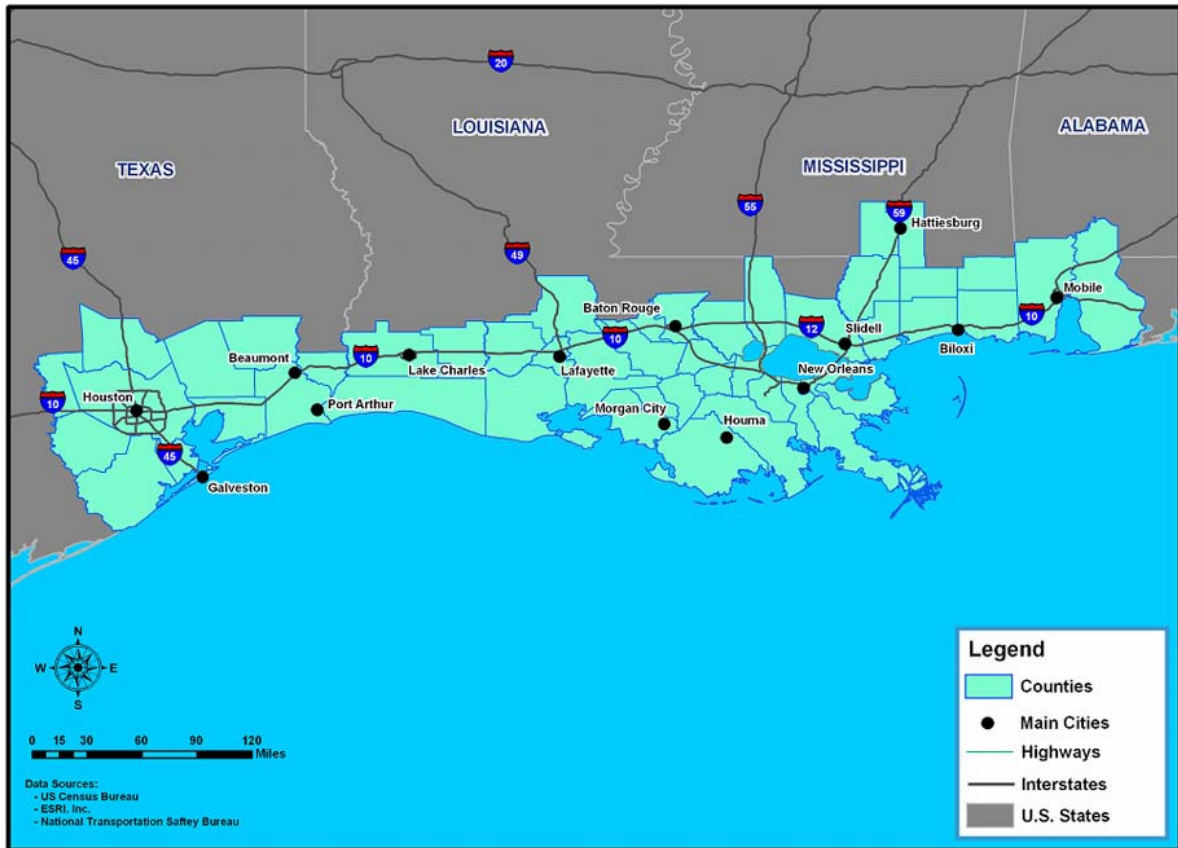 20
LOUISIANA
ALABAMA
TEXAS
MISSISSIPPI
55
59
Hattiesburg
45
49
Mobile
Baton Rouge
10
12
Slidell
10
Beaumont
10
Lake Charles
Lafayette
Biloxi
New Orleans
10
Houston
Port Arthur
Morgan City
Houma
45
Galveston
N
W E
S
0 15 30 60 90 120
Miles
Data Sources:
- US Census Bureau
- ESRI. Inc.
- National Transportation Saftey Bureau
Legend
Counties
Main Cities
Highways
Interstates
U.S. States